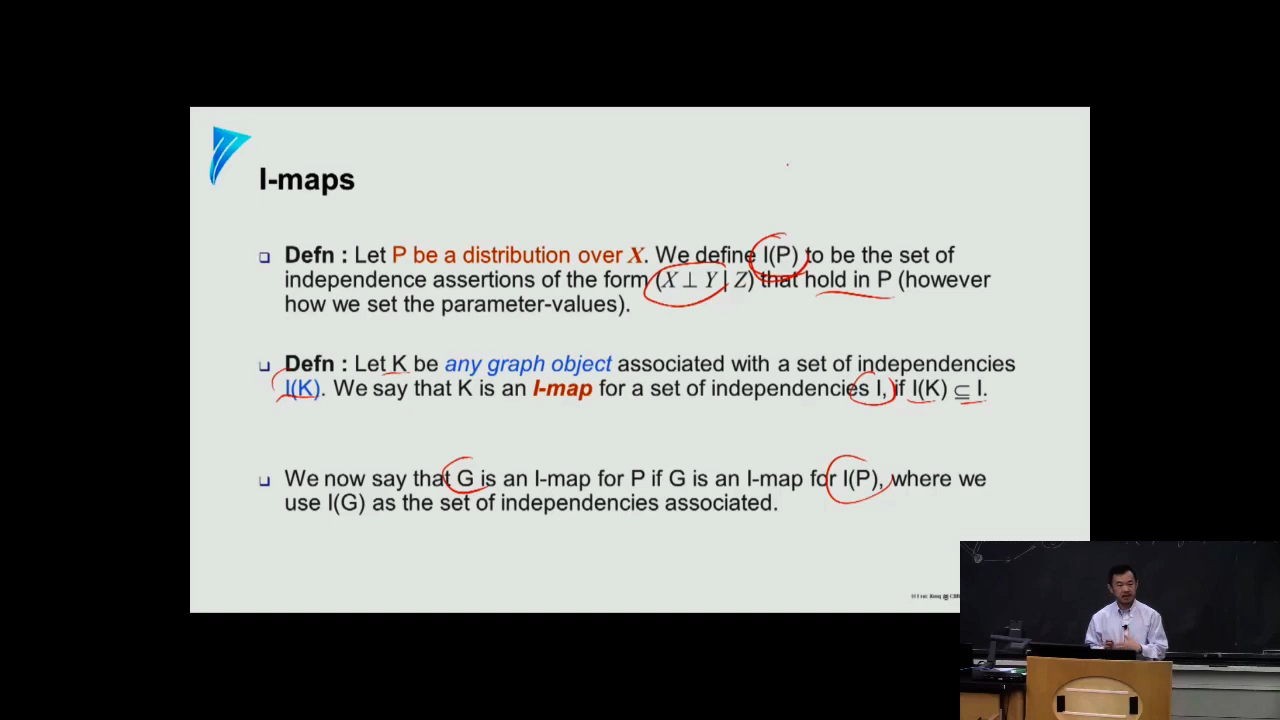 I-maps
Defn : Let P be a distribution over X. We define I(P) to be the set of
independence assertions of the form (X ⊥ Y | Z) that hold in P (however
how we set the parameter-values).
Defn : Let K be any graph object associated with a set of independencies
I(K). We say that K is an I-map for a set of independencies I, if I(K) ⊆ I.
We now say that G is an I-map for P if G is an I-map for I(P), where we
use I(G) as the set of independencies associated.